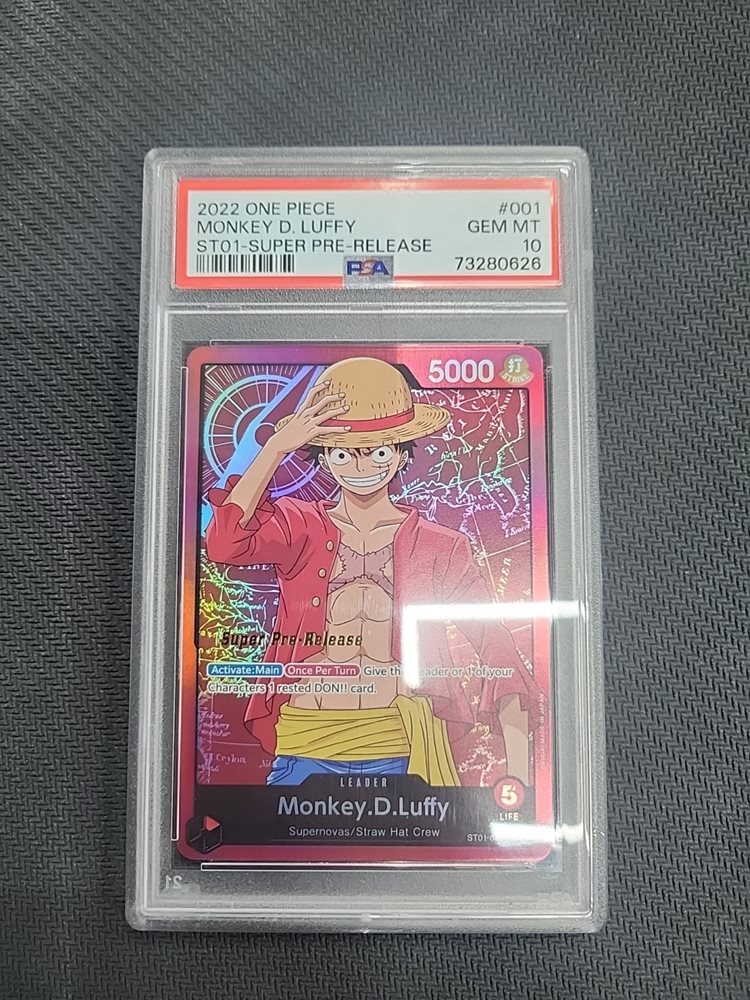 2022 ONE PIECE #001
MONKEY D. LUFFY GEM MT
ST01-SUPER PRE-RELEASE 10
PSA 73280626
5000 打
STRIKE
Super Pre-Release
Activate:Main Once Per Turn Give this Leader or 1 of your
Characters 1 rested DON!! card.
Ceylon
LEADER
Monkey.D.Luffy
5
LIFE
Supernovas/Straw Hat Crew